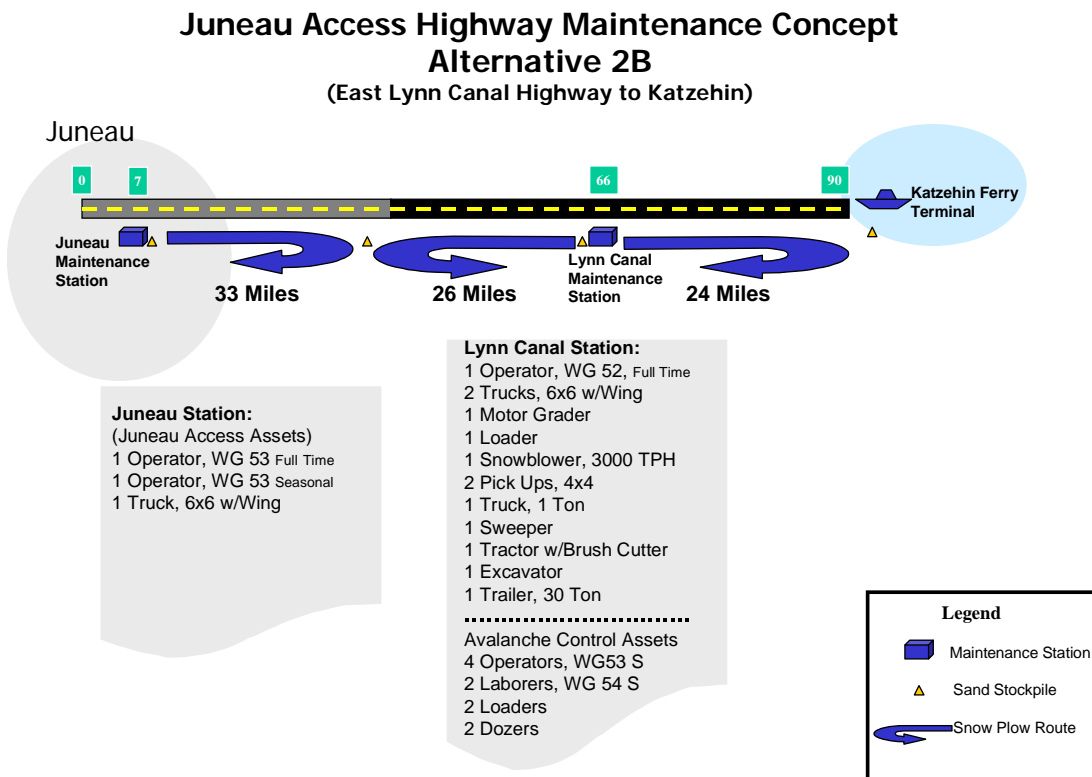 Juneau Access Highway Maintenance Concept
Alternative 2B
(East Lynn Canal Highway to Katzehin)
Juneau
0
7
66
90
Katzehin Ferry
Terminal
Juneau
Maintenance
Station
Lynn Canal
Maintenance
Station
33 Miles
26 Miles
24 Miles
Juneau Station:
(Juneau Access Assets)
1 Operator, WG 53 Full Time
1 Operator, WG 53 Seasonal
1 Truck, 6x6 w/Wing
Lynn Canal Station:
1 Operator, WG 52, Full Time
2 Trucks, 6x6 w/Wing
1 Motor Grader
1 Loader
1 Snowblower, 3000 TPH
2 Pick Ups, 4x4
1 Truck, 1 Ton
1 Sweeper
1 Tractor w/Brush Cutter
1 Excavator
1 Trailer, 30 Ton
Avalanche Control Assets
4 Operators, WG53 S
2 Laborers, WG 54 S
2 Loaders
2 Dozers
Legend
Maintenance Station
Sand Stockpile
Snow Plow Route